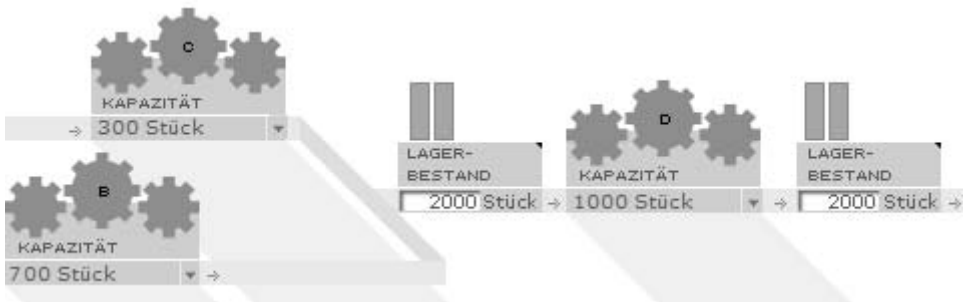 C
KAPAZITÄT
300 Stück
B
KAPAZITÄT
700 Stück
LAGER-
BESTAND
2000 Stück
D
KAPAZITÄT
1000 Stück
LAGER-
BESTAND
2000 Stück